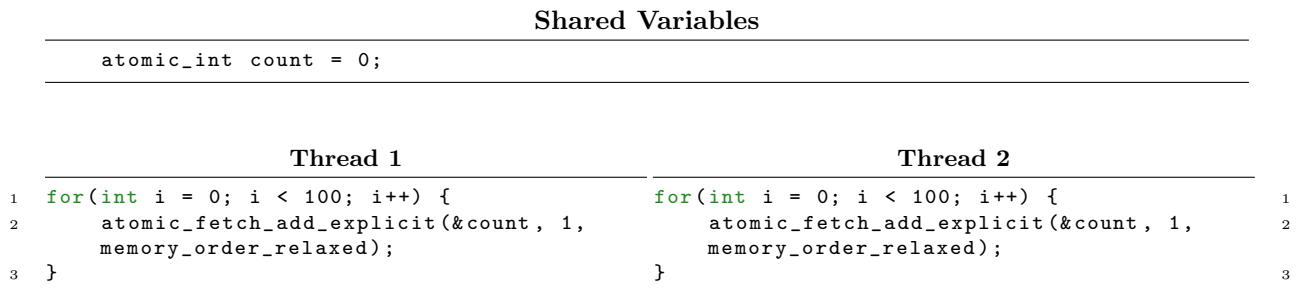 Shared Variables
atomic_int count = 0;
Thread 1
1 for(int i = 0; i < 100; i++) {
2 atomic_fetch_add_explicit(&count, 1,
memory_order_relaxed);
3 }
Thread 2
for(int i = 0; i < 100; i++) { 1
atomic_fetch_add_explicit(&count, 1, 2
memory_order_relaxed);
} 3